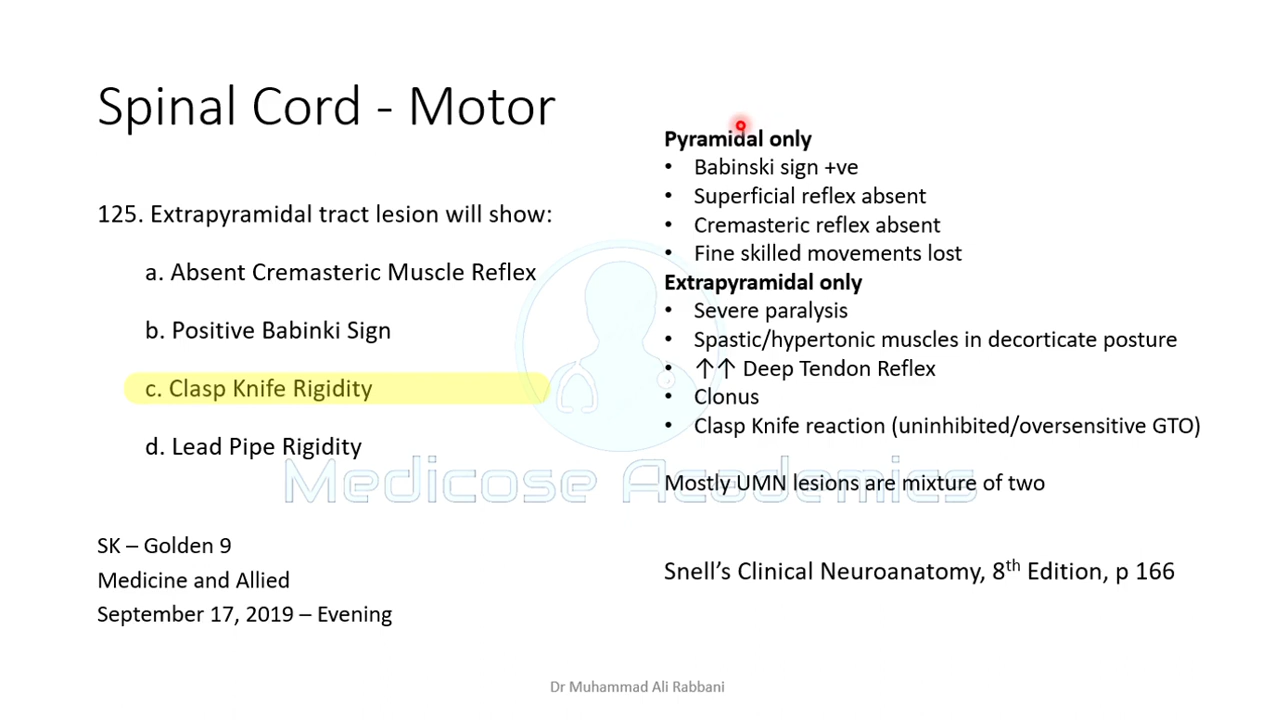 Spinal Cord - Motor
125. Extrapyramidal tract lesion will show:
a. Absent Cremasteric Muscle Reflex
b. Positive Babinki Sign
c. Clasp Knife Rigidity
d. Lead Pipe Rigidity
SK – Golden 9
Medicine and Allied
September 17, 2019 – Evening
Pyramidal only
• Babinski sign +ve
• Superficial reflex absent
• Cremasteric reflex absent
• Fine skilled movements lost
Extrapyramidal only
• Severe paralysis
• Spastic/hypertonic muscles in decorticate posture
• ↑↑ Deep Tendon Reflex
• Clonus
• Clasp Knife reaction (uninhibited/oversensitive GTO)
Mostly UMN lesions are mixture of two
Snell's Clinical Neuroanatomy, 8th Edition, p 166
Medicose Academics
Dr Muhammad Ali Rabbani